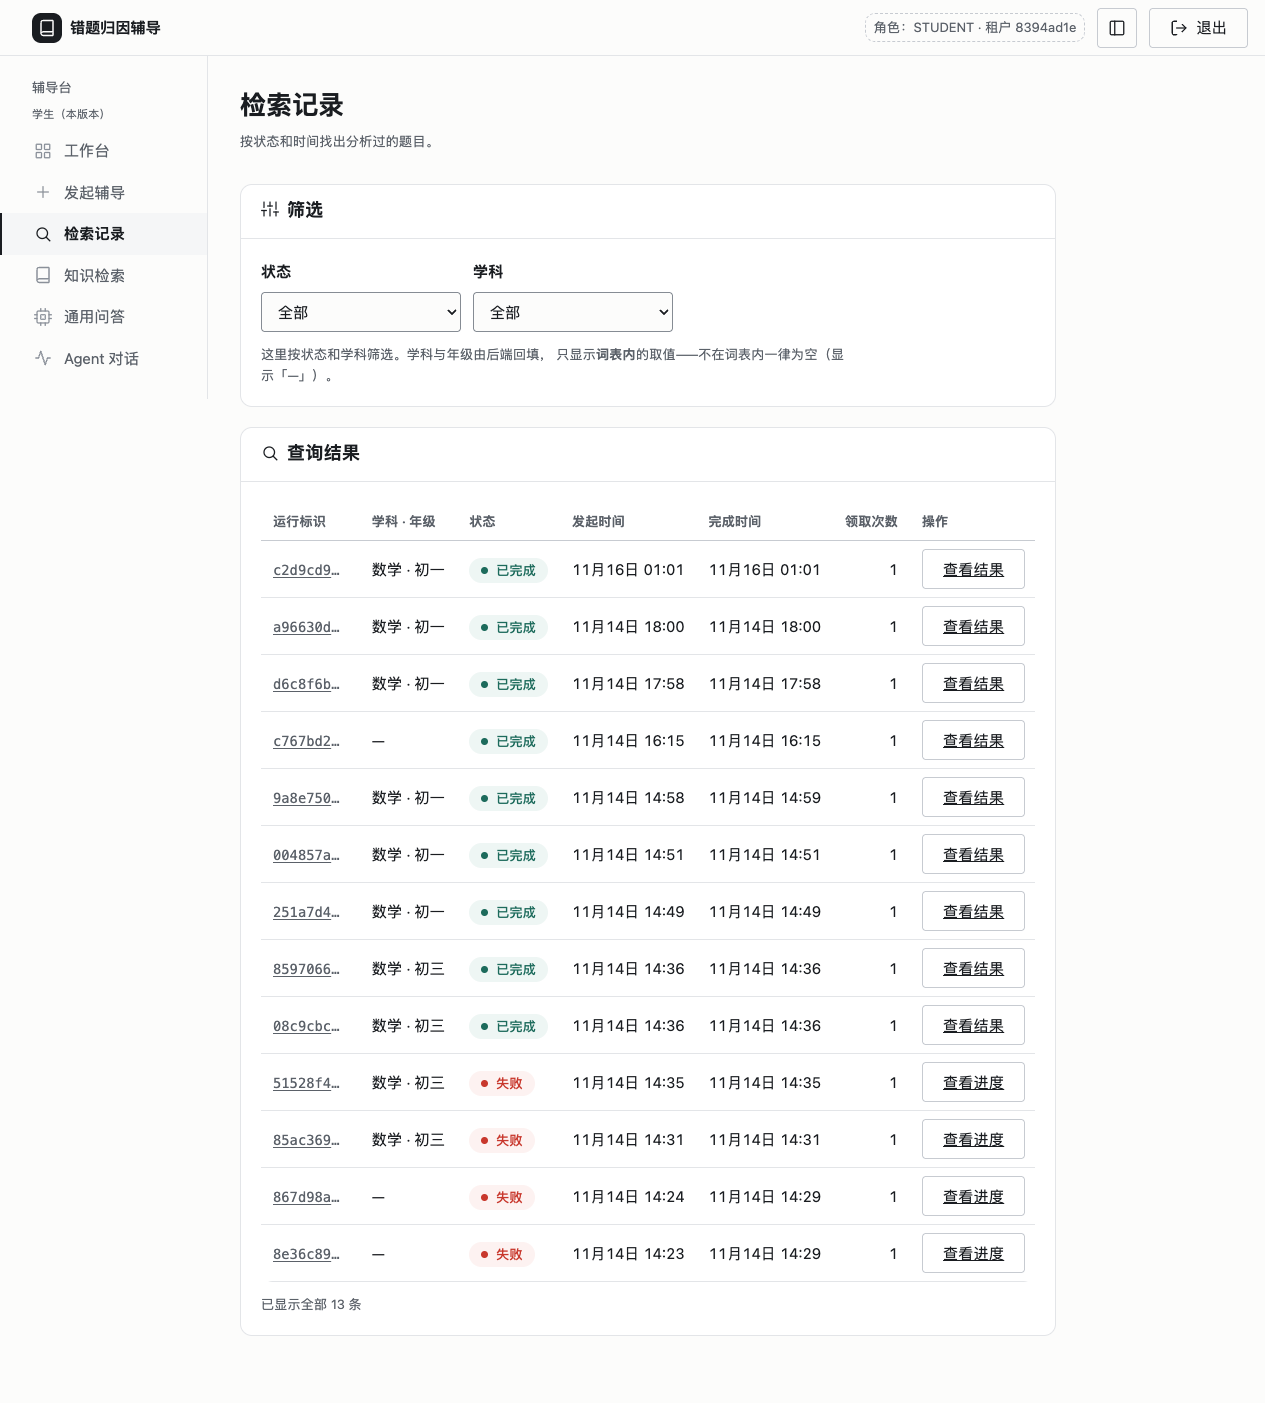 错题归因辅导
角色：STUDENT · 租户 8394ad1e
退出
辅导台
学生（本版本）
工作台
发起辅导
检索记录
知识检索
通用问答
Agent 对话
检索记录
按状态和时间找出分析过的题目。
筛选
状态 学科
全部 全部
这里按状态和学科筛选。学科与年级由后端回填， 只显示词表内的取值——不在词表内一律为空（显
示「—」）。
查询结果
运行标识 学科 · 年级 状态 发起时间 完成时间 领取次数 操作
c2d9cd9… 数学 · 初一 已完成 11月16日 01:01 11月16日 01:01 1 查看结果
a96630d… 数学 · 初一 已完成 11月14日 18:00 11月14日 18:00 1 查看结果
d6c8f6b… 数学 · 初一 已完成 11月14日 17:58 11月14日 17:58 1 查看结果
c767bd2… — 已完成 11月14日 16:15 11月14日 16:15 1 查看结果
9a8e750… 数学 · 初一 已完成 11月14日 14:58 11月14日 14:59 1 查看结果
004857a… 数学 · 初一 已完成 11月14日 14:51 11月14日 14:51 1 查看结果
251a7d4… 数学 · 初一 已完成 11月14日 14:49 11月14日 14:49 1 查看结果
8597066… 数学 · 初三 已完成 11月14日 14:36 11月14日 14:36 1 查看结果
08c9cbc… 数学 · 初三 已完成 11月14日 14:36 11月14日 14:36 1 查看结果
51528f4… 数学 · 初三 失败 11月14日 14:35 11月14日 14:35 1 查看进度
85ac369… 数学 · 初三 失败 11月14日 14:31 11月14日 14:31 1 查看进度
867d98a… — 失败 11月14日 14:24 11月14日 14:29 1 查看进度
8e36c89… — 失败 11月14日 14:23 11月14日 14:29 1 查看进度
已显示全部 13 条